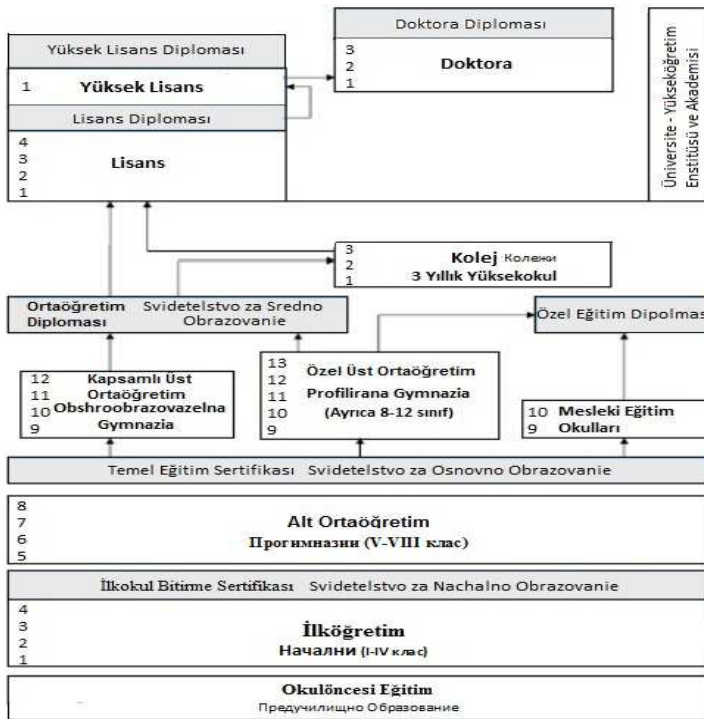 Doktora Diploması
3
2
1
Doktora
Üniversite - Yükseköğretim
Enstitüsü ve Akademisi
Yüksek Lisans Diploması
1 Yüksek Lisans
Lisans Diploması
4
3
2
1
Lisans
3
2
1
Kolej Колежи
3 Yıllık Yüksekokul
Ortaöğretim Svidetelstvo za Sredno
Diploması Obrazovanie
Özel Eğitim Dipolması
12 Kapsamlı Üst
11 Ortaöğretim
10 Obshroobrazovazelna
9 Gymnazia
13
12 Özel Üst Ortaöğretim
11 Profilirana Gymnazia
10 (Ayrıca 8-12 sınıf)
9
10 Mesleki Eğitim
9 Okulları
Temel Eğitim Sertifikası Svidetelstvo za Osnovno Obrazovanie
8
7
6
5
Alt Ortaöğretim
Прогимназии (V-VIII клас)
İlkokul Bitirme Sertifikası Svidetelstvo za Nachalno Obrazovanie
4
3
2
1
İlköğretim
Начални (I-IV клас)
Okulöncesi Eğitim
Предучилищно Образование